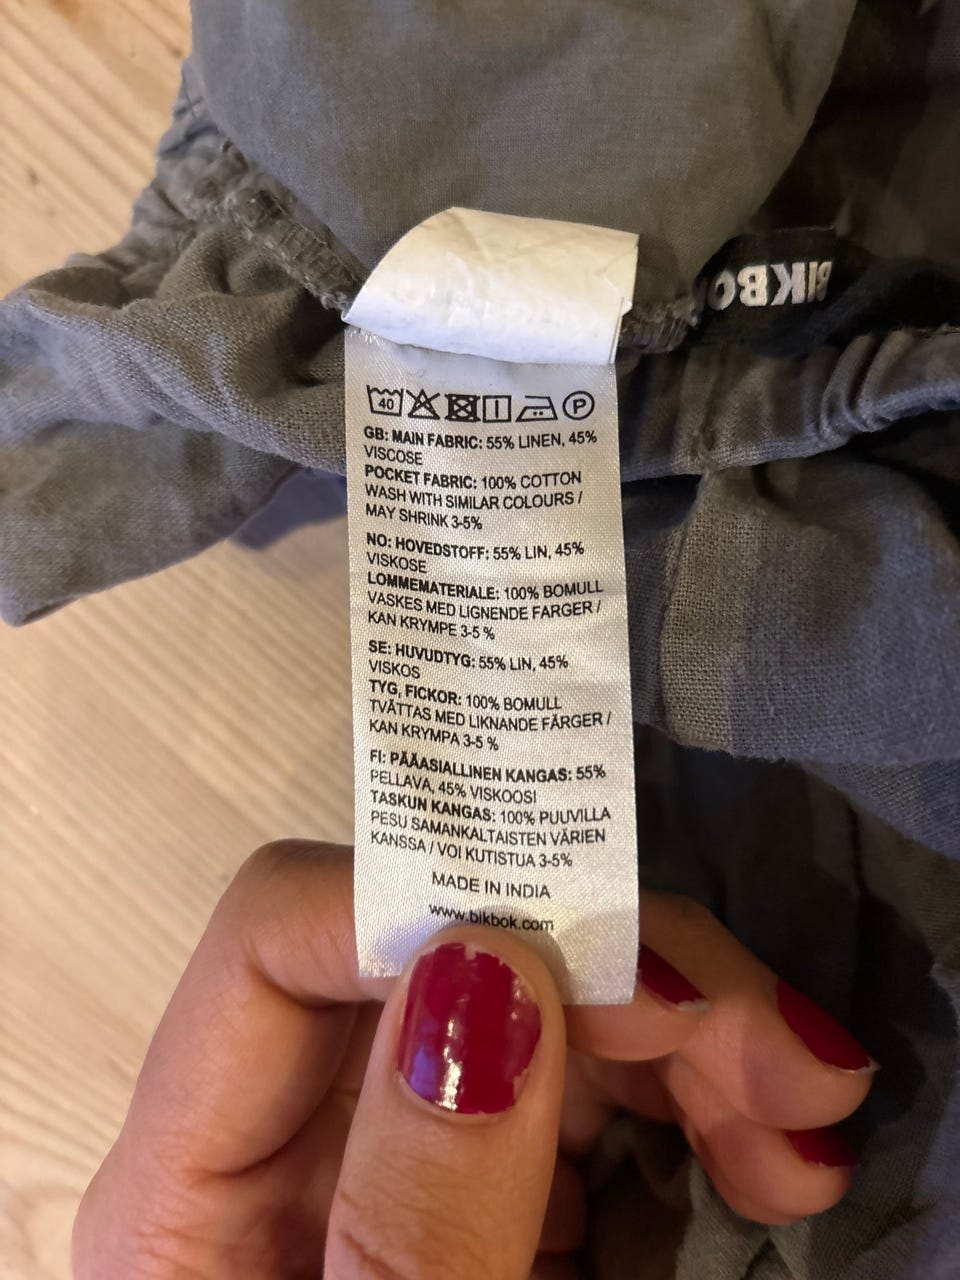 BIKBO
40
P
GB: MAIN FABRIC: 55% LINEN, 45%
VISCOSE
POCKET FABRIC: 100% COTTON
WASH WITH SIMILAR COLOURS /
MAY SHRINK 3-5%
NO: HOVEDSTOFF: 55% LIN, 45%
VISKOSE
LOMMEMATERIALE: 100% BOMULL
VASKES MED LIGNENDE FARGER /
KAN KRYMPE 3-5 %
SE: HUVUDTYG: 55% LIN, 45%
VISKOS
TYG, FICKOR: 100% BOMULL
TVÄTTAS MED LIKNANDE FÄRGER /
KAN KRYMPA 3-5 %
FI: PÄÄASIALLINEN KANGAS: 55%
PELLAVA, 45% VISKOOSI
TASKUN KANGAS: 100% PUUVILLA
PESU SAMANKALTAISTEN VÄRIEN
KANSSA / VOI KUTISTUA 3-5%
MADE IN INDIA
www.bikbok.com